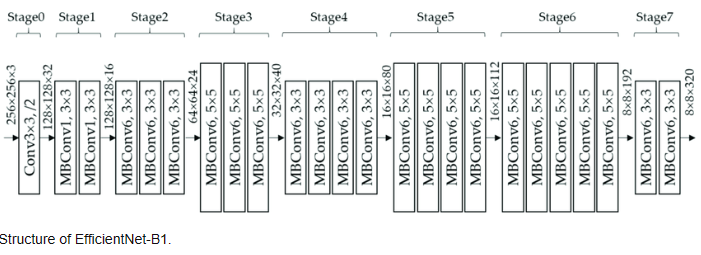 Stage0 Stage1 Stage2 Stage3 Stage4 Stage5 Stage6 Stage7
256×256×3
Conv3×3, /2
128×128×32
MBConv1, 3×3
MBConv1, 3×3
128×128×16
MBConv6, 3×3
MBConv6, 3×3
MBConv6, 3×3
64×64×24
MBConv6, 5×5
MBConv6, 5×5
MBConv6, 5×5
32×32×40
MBConv6, 3×3
MBConv6, 3×3
MBConv6, 3×3
MBConv6, 3×3
16×16×80
MBConv6, 5×5
MBConv6, 5×5
MBConv6, 5×5
MBConv6, 5×5
16×16×112
MBConv6, 5×5
MBConv6, 5×5
MBConv6, 5×5
MBConv6, 5×5
MBConv6, 5×5
8×8×192
MBConv6, 3×3
MBConv6, 3×3
8×8×320
Structure of EfficientNet-B1.